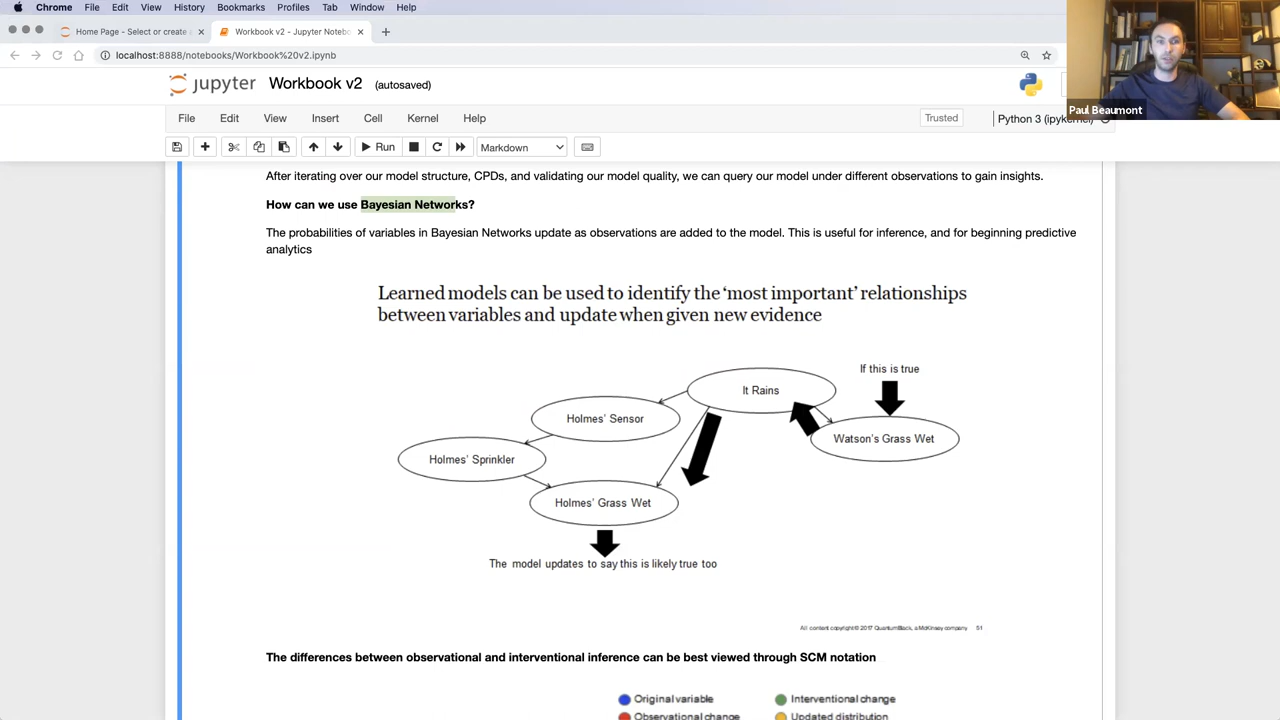 Chrome File Edit View History Bookmarks Profiles Tab Window Help
Home Page - Select or create
Workbook v2 - Jupyter Notebo
localhost:8888/notebooks/Workbook%20v2.ipynb
jupyter Workbook v2 (autosaved)
Paul Beaumont
File Edit View Insert Cell Kernel Help
Trusted
Python 3 (ipykernel)
Run
Markdown
After iterating over our model structure, CPDs, and validating our model quality, we can query our model under different observations to gain insights.
How can we use Bayesian Networks?
The probabilities of variables in Bayesian Networks update as observations are added to the model. This is useful for inference, and for beginning predictive
analytics
Learned models can be used to identify the ‘most important’ relationships
between variables and update when given new evidence
If this is true
It Rains
Holmes’ Sensor
Watson’s Grass Wet
Holmes’ Sprinkler
Holmes’ Grass Wet
The model updates to say this is likely true too
All content copyright © 2017 QuantumBlack, a McKinsey company 51
The differences between observational and interventional inference can be best viewed through SCM notation
Original variable
Interventional change
Observational change
Updated distribution